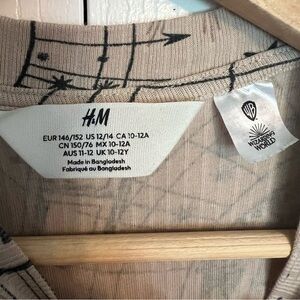 H&M
EUR 146/152 US 12/14 CA 10-12A
CN 150/76 MX 10-12A
AUS 11-12 UK 10-12Y
Made in Bangladesh
Fabriqué au Bangladesh
WB
WIZARDING
WORLD